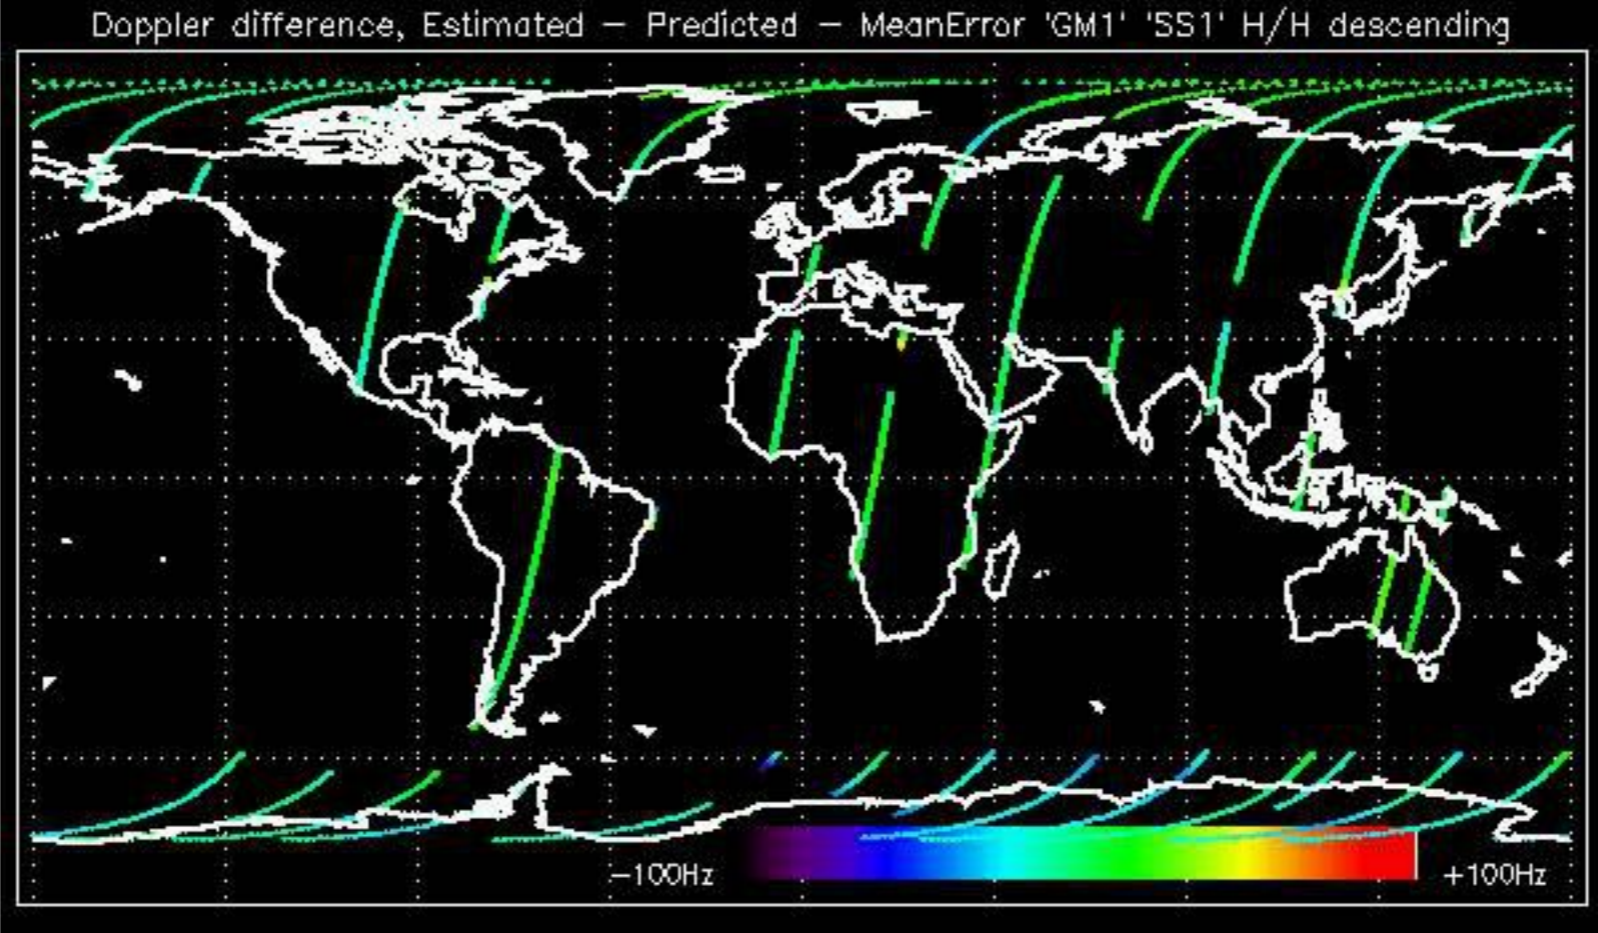 Doppler difference, Estimated – Predicted – MeanError 'GM1' 'SS1' H/H descending
-100Hz
+100Hz